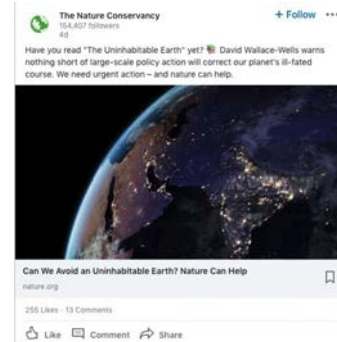 The Nature Conservancy
+ Follow
154,407 followers
4d
Have you read "The Uninhabitable Earth" yet? 📚 David Wallace-Wells warns
nothing short of large-scale policy action will correct our planet's ill-fated
course. We need urgent action – and nature can help.
Can We Avoid an Uninhabitable Earth? Nature Can Help
nature.org
255 Likes · 13 Comments
Like Comment Share